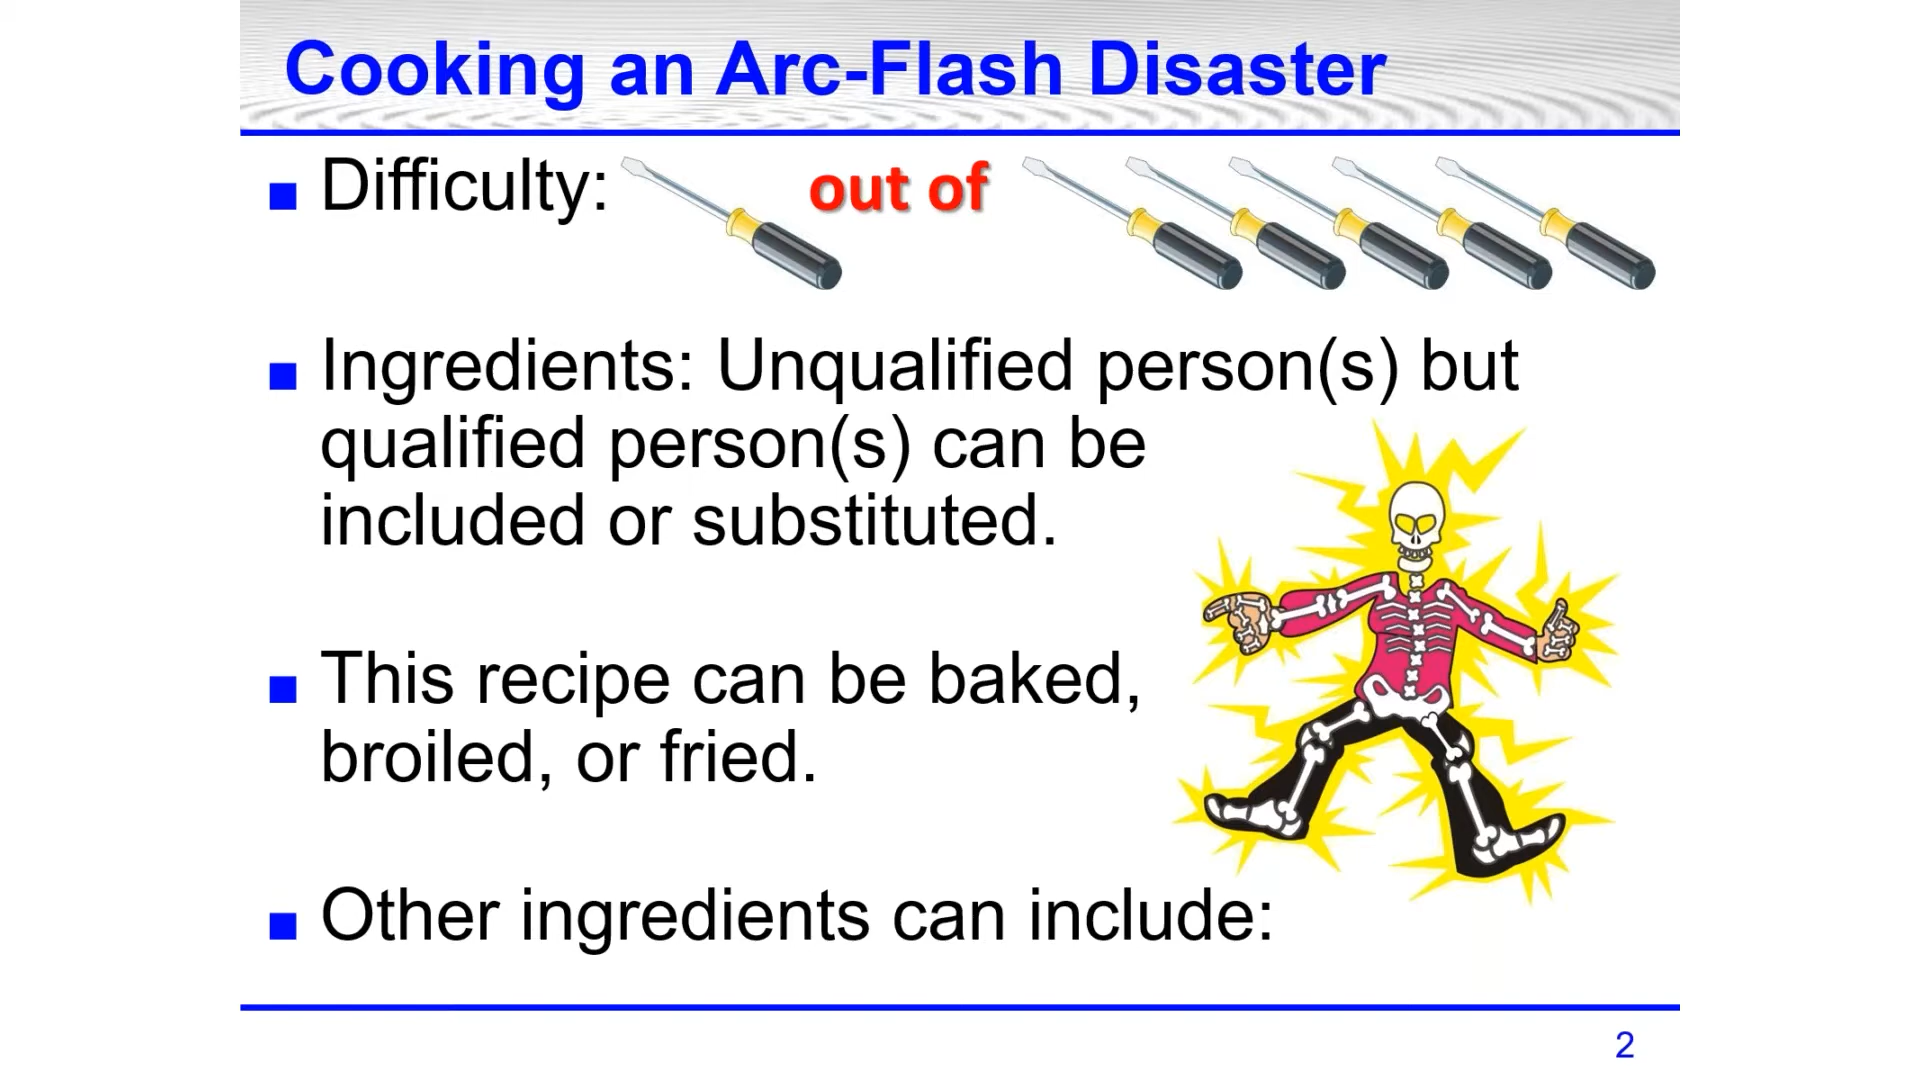 Cooking an Arc-Flash Disaster
Difficulty: out of
Ingredients: Unqualified person(s) but
qualified person(s) can be
included or substituted.
This recipe can be baked,
broiled, or fried.
Other ingredients can include:
2